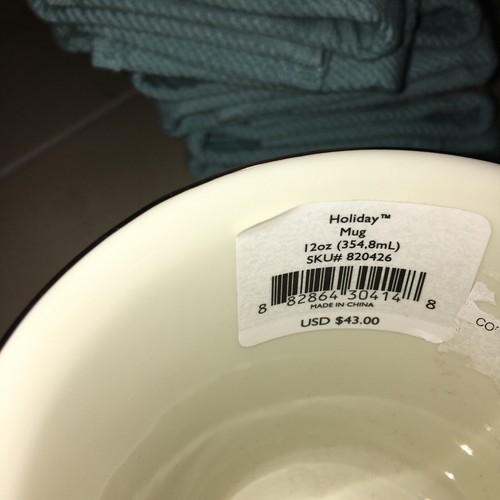 Holiday™
Mug
12oz (354,8mL)
SKU# 820426
8 82864 30414 8
MADE IN CHINA
USD $43.00